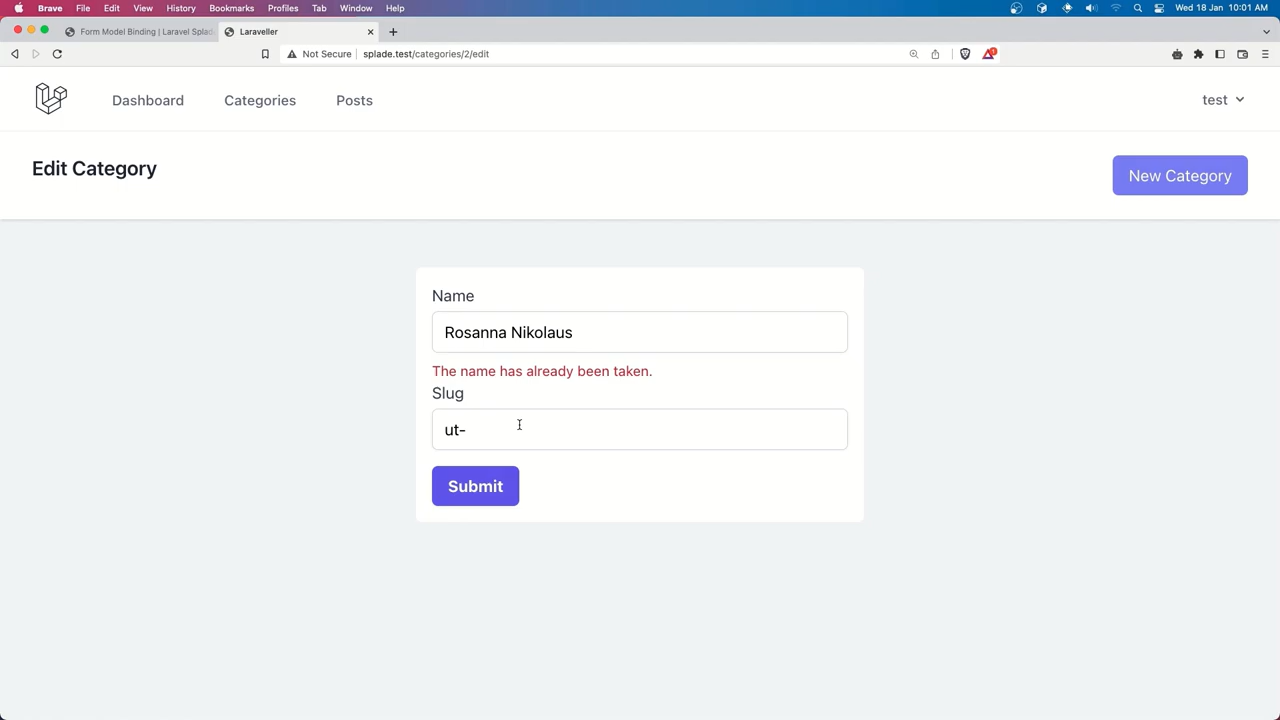 Brave File Edit View History Bookmarks Profiles Tab Window Help Wed 18 Jan 10:01 AM
Form Model Binding | Laravel Splad Laraveller
Not Secure splade.test/categories/2/edit
Dashboard Categories Posts test
Edit Category
New Category
Name
Rosanna Nikolaus
The name has already been taken.
Slug
ut-
Submit